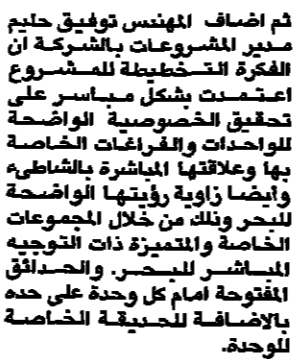 ثم اضاف المهندس توفيق حليم
مدير المشروعات بالشركة ان
الفكرة التخطيطة للمشروع
اعتمدت بشكل مباسر على
تحقيق الخصوصية الواضحة
للواحدات والفراغات الخاصة
بها وعلاقتها المباشرة بالشاطىء
وأيضا زاوية رؤيتها الواضحة
للبحر وذلك من خلال المجموعات
الخاصة والمتميزة ذات التوجيه
المباشر للبحر. والحدائق
المفتوحة امام كل وحدة على حده
بالاضافة للحديقة الخاصة
للوحدة.